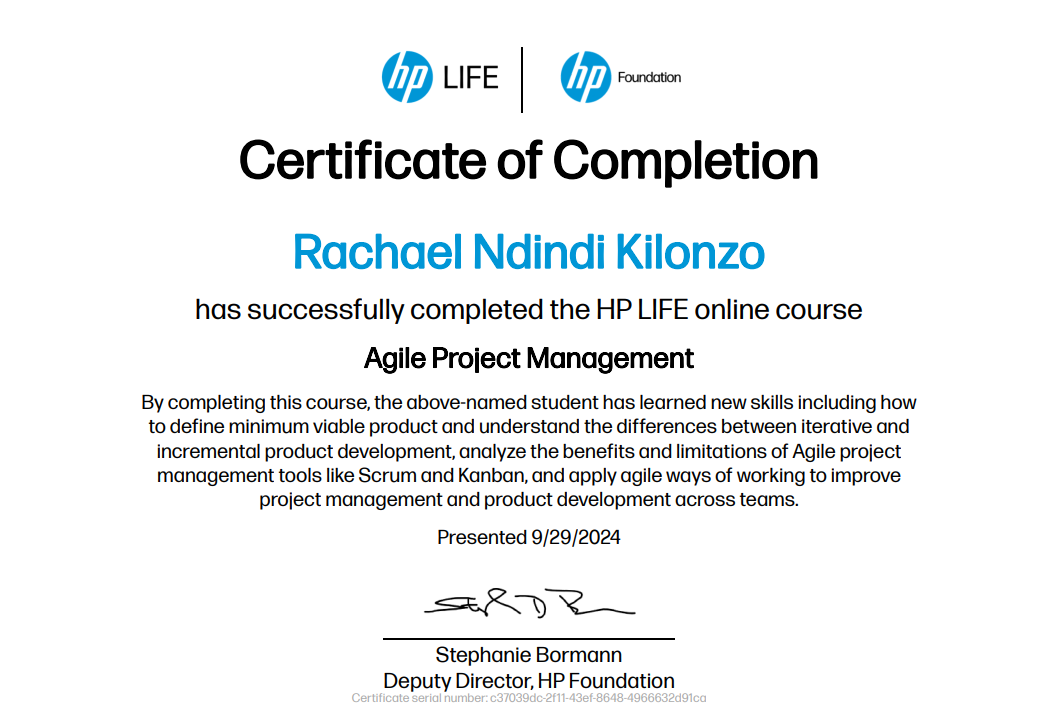 hp LIFE hp Foundation
Certificate of Completion
Rachael Ndindi Kilonzo
has successfully completed the HP LIFE online course
Agile Project Management
By completing this course, the above-named student has learned new skills including how
to define minimum viable product and understand the differences between iterative and
incremental product development, analyze the benefits and limitations of Agile project
management tools like Scrum and Kanban, and apply agile ways of working to improve
project management and product development across teams.
Presented 9/29/2024
Stephanie Bormann
Deputy Director, HP Foundation
Certificate serial number: c37039dc-2f11-43ef-8648-4966632d91ca